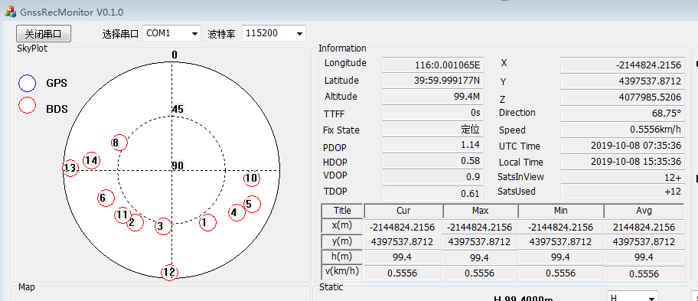 GnssRecMonitor V0.1.0
关闭串口 选择串口 COM1 波特率 115200
SkyPlot
0
GPS
BDS
45
8
14
13
90
10
6
5
4
11
2
3
1
12
Map
Information
Longitude 116:0.001065E X -2144824.2156
Latitude 39:59.999177N Y 4397537.8712
Altitude 99.4M Z 4077985.5206
TTFF 0s Direction 68.75°
Fix State 定位 Speed 0.5556km/h
PDOP 1.14 UTC Time 2019-10-08 07:35:36
HDOP 0.58 Local Time 2019-10-08 15:35:36
VDOP 0.9 SatsInView 12+
TDOP 0.61 SatsUsed +12
Title Cur Max Min Avg
x(m) -2144824.2156 -2144824.2156 -2144824.2156 2144824.2156
y(m) 4397537.8712 4397537.8712 4397537.8712 4397537.8712
h(m) 99.4 99.4 99.4 99.4
v(km/h) 0.5556 0.5556 0.5556 0.5556
Static
H